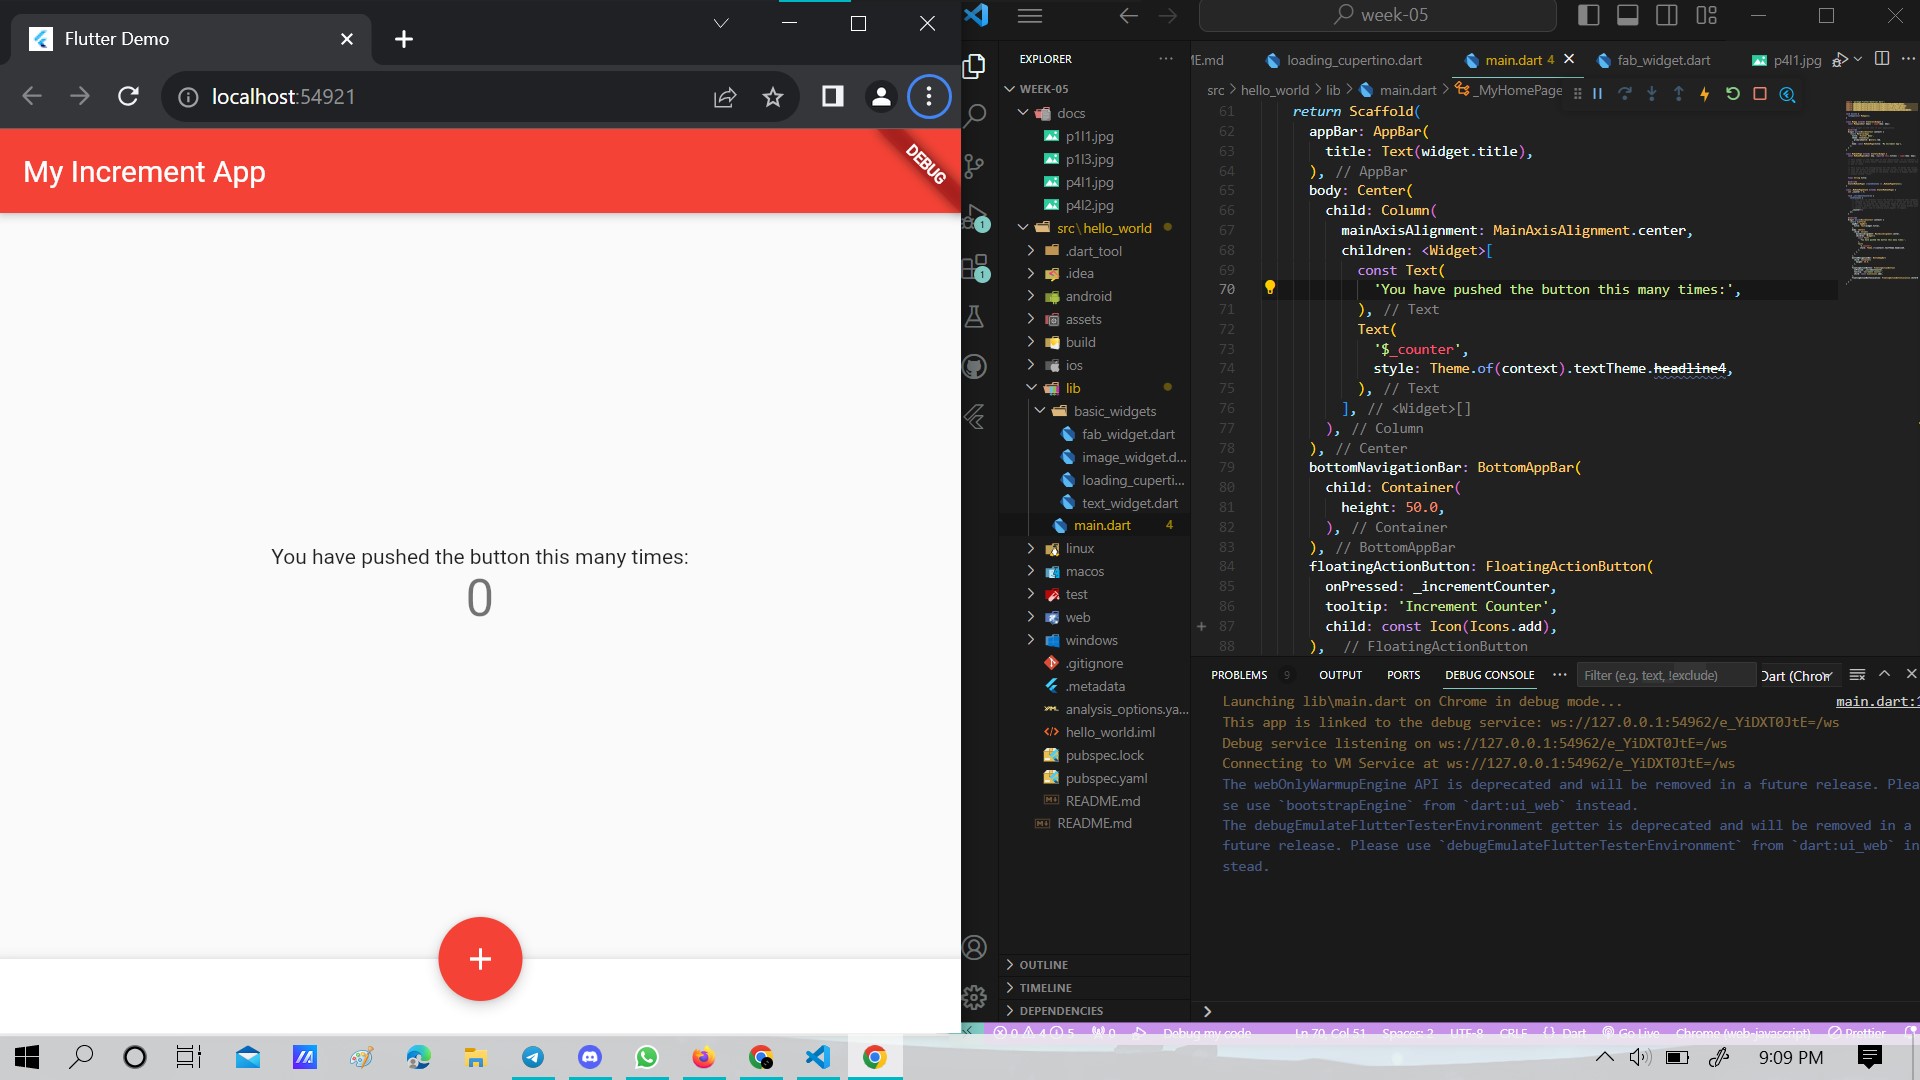 Flutter Demo
localhost:54921
My Increment App
DEBUG
You have pushed the button this many times:
0
week-05
EXPLORER
WEEK-05
docs
p1l1.jpg
p1l3.jpg
p4l1.jpg
p4l2.jpg
src\hello_world
.dart_tool
.idea
android
assets
build
ios
lib
basic_widgets
fab_widget.dart
image_widget.d...
loading_cuperti...
text_widget.dart
main.dart 4
linux
macos
test
web
windows
.gitignore
.metadata
analysis_options.ya...
hello_world.iml
pubspec.lock
pubspec.yaml
README.md
README.md
OUTLINE
TIMELINE
DEPENDENCIES
1
1
IE.md loading_cupertino.dart main.dart 4 fab_widget.dart p4l1.jpg
src > hello_world > lib > main.dart > _MyHomePage
61 return Scaffold(
62 appBar: AppBar(
63 title: Text(widget.title),
64 ), // AppBar
65 body: Center(
66 child: Column(
67 mainAxisAlignment: MainAxisAlignment.center,
68 children: <Widget>[
69 const Text(
70 'You have pushed the button this many times:',
71 ), // Text
72 Text(
73 '$_counter',
74 style: Theme.of(context).textTheme.headline4,
75 ), // Text
76 ], // <Widget>[]
77 ), // Column
78 ), // Center
79 bottomNavigationBar: BottomAppBar(
80 child: Container(
81 height: 50.0,
82 ), // Container
83 ), // BottomAppBar
84 floatingActionButton: FloatingActionButton(
85 onPressed: _incrementCounter,
86 tooltip: 'Increment Counter',
87 child: const Icon(Icons.add),
88 ), // FloatingActionButton
PROBLEMS 9 OUTPUT PORTS DEBUG CONSOLE Filter (e.g. text, !exclude) Dart (Chrom
Launching lib\main.dart on Chrome in debug mode... main.dart:1
This app is linked to the debug service: ws://127.0.0.1:54962/e_YiDXT0JtE=/ws
Debug service listening on ws://127.0.0.1:54962/e_YiDXT0JtE=/ws
Connecting to VM Service at ws://127.0.0.1:54962/e_YiDXT0JtE=/ws
The webOnlyWarmupEngine API is deprecated and will be removed in a future release. Plea
se use `bootstrapEngine` from `dart:ui_web` instead.
The debugEmulateFlutterTesterEnvironment getter is deprecated and will be removed in a
future release. Please use `debugEmulateFlutterTesterEnvironment` from `dart:ui_web` in
stead.
0 4 5 0 Debug my code Ln 70, Col 51 Spaces: 2 UTF-8 CRLF {} Dart Go Live Chrome (web-javascript) Prettier
9:09 PM